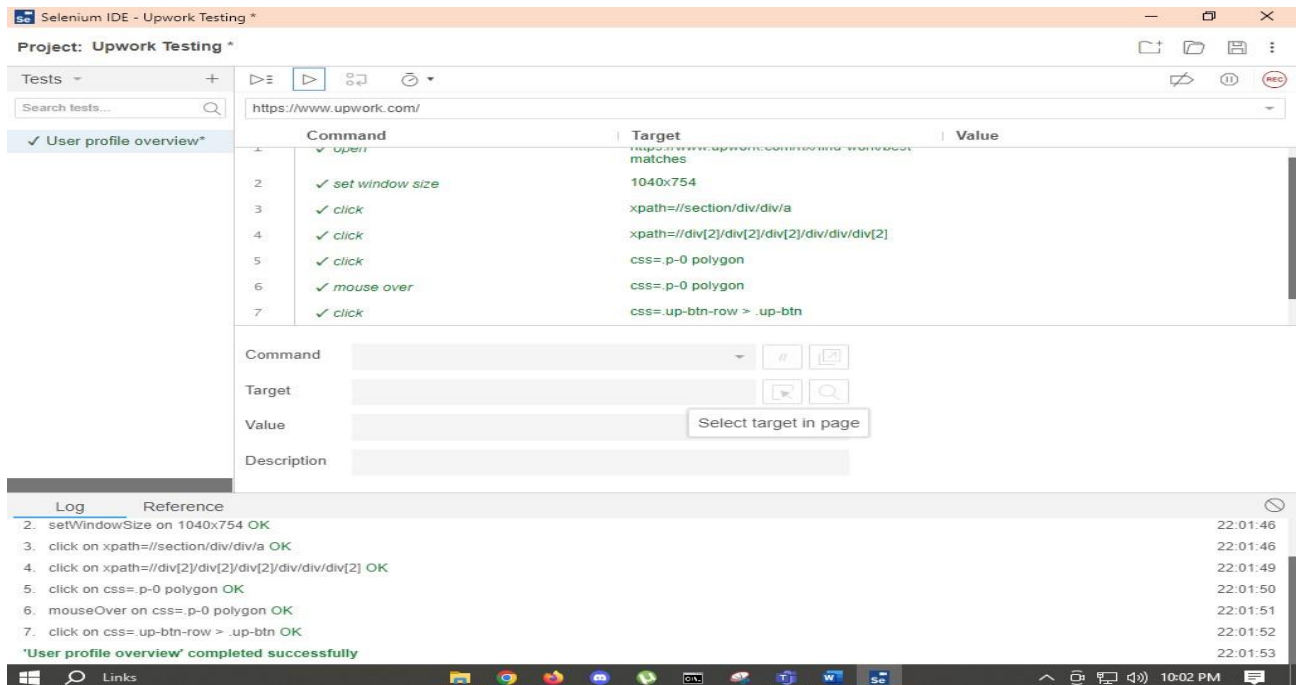 Selenium IDE - Upwork Testing *
Project: Upwork Testing *
Tests
Search tests...
https://www.upwork.com/
✓ User profile overview*
Command Target Value
1 ✓ open
matches
2 ✓ set window size 1040x754
3 ✓ click xpath=//section/div/div/a
4 ✓ click xpath=//div[2]/div[2]/div[2]/div/div/div[2]
5 ✓ click css=.p-0 polygon
6 ✓ mouse over css=.p-0 polygon
7 ✓ click css=.up-btn-row > .up-btn
Command
//
Target
Select target in page
Value
Description
Log Reference
2. setWindowSize on 1040x754 OK 22:01:46
3. click on xpath=//section/div/div/a OK 22:01:46
4. click on xpath=//div[2]/div[2]/div[2]/div/div/div[2] OK 22:01:49
5. click on css=.p-0 polygon OK 22:01:50
6. mouseOver on css=.p-0 polygon OK 22:01:51
7. click on css=.up-btn-row > .up-btn OK 22:01:52
'User profile overview' completed successfully 22:01:53
Links
10:02 PM
REC